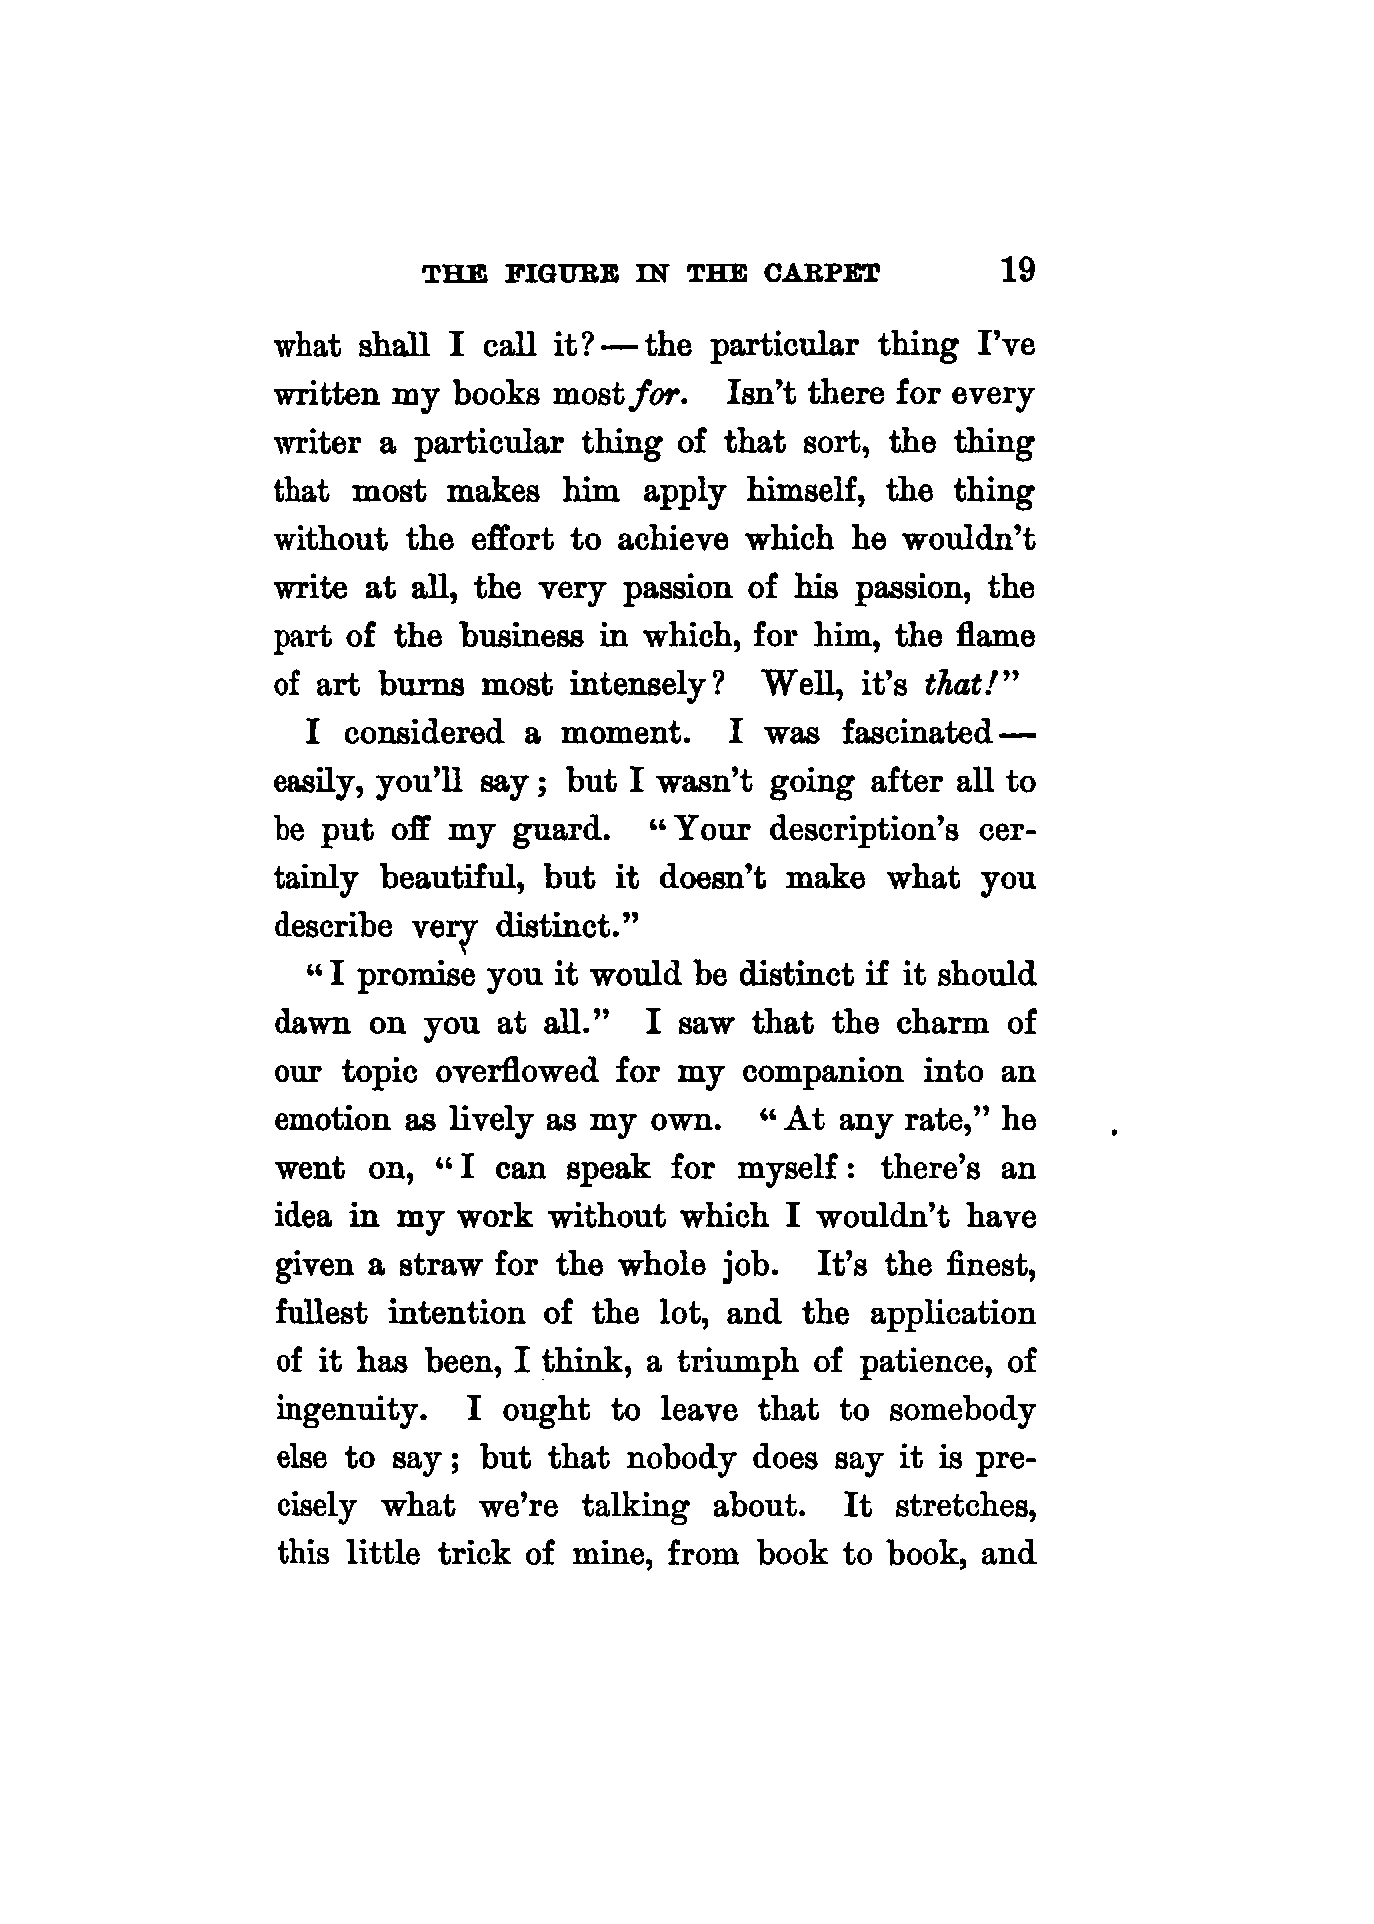 THE FIGURE IN THE CARPET 19
what shall I call it?—the particular thing I've
written my books most for. Isn't there for every
writer a particular thing of that sort, the thing
that most makes him apply himself, the thing
without the effort to achieve which he wouldn't
write at all, the very passion of his passion, the
part of the business in which, for him, the flame
of art burns most intensely? Well, it's that!"
I considered a moment. I was fascinated—
easily, you'll say; but I wasn't going after all to
be put off my guard. "Your description's cer-
tainly beautiful, but it doesn't make what you
describe very distinct."
"I promise you it would be distinct if it should
dawn on you at all." I saw that the charm of
our topic overflowed for my companion into an
emotion as lively as my own. "At any rate," he
went on, "I can speak for myself: there's an
idea in my work without which I wouldn't have
given a straw for the whole job. It's the finest,
fullest intention of the lot, and the application
of it has been, I think, a triumph of patience, of
ingenuity. I ought to leave that to somebody
else to say; but that nobody does say it is pre-
cisely what we're talking about. It stretches,
this little trick of mine, from book to book, and